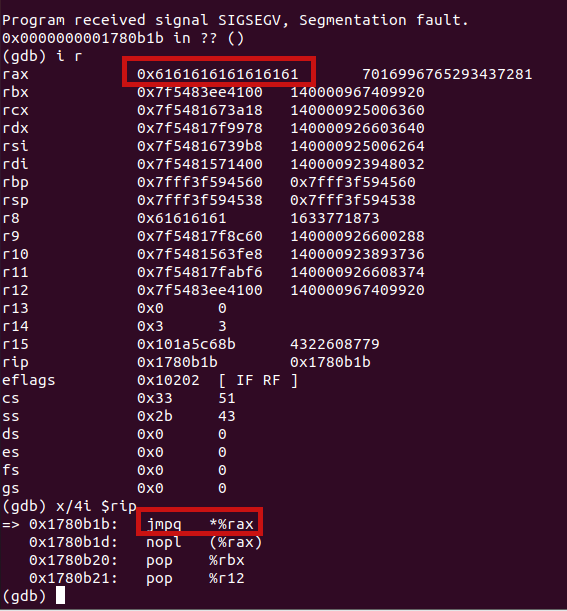 Program received signal SIGSEGV, Segmentation fault.
0x0000000001780b1b in ?? ()
(gdb) i r
rax 0x6161616161616161 7016996765293437281
rbx 0x7f5483ee4100 140000967409920
rcx 0x7f5481673a18 140000925006360
rdx 0x7f54817f9978 140000926603640
rsi 0x7f54816739b8 140000925006264
rdi 0x7f5481571400 140000923948032
rbp 0x7fff3f594560 0x7fff3f594560
rsp 0x7fff3f594538 0x7fff3f594538
r8 0x61616161 1633771873
r9 0x7f54817f8c60 140000926600288
r10 0x7f5481563fe8 140000923893736
r11 0x7f54817fabf6 140000926608374
r12 0x7f5483ee4100 140000967409920
r13 0x0 0
r14 0x3 3
r15 0x101a5c68b 4322608779
rip 0x1780b1b 0x1780b1b
eflags 0x10202 [ IF RF ]
cs 0x33 51
ss 0x2b 43
ds 0x0 0
es 0x0 0
fs 0x0 0
gs 0x0 0
(gdb) x/4i $rip
=> 0x1780b1b: jmpq *%rax
0x1780b1d: nopl (%rax)
0x1780b20: pop %rbx
0x1780b21: pop %r12
(gdb)